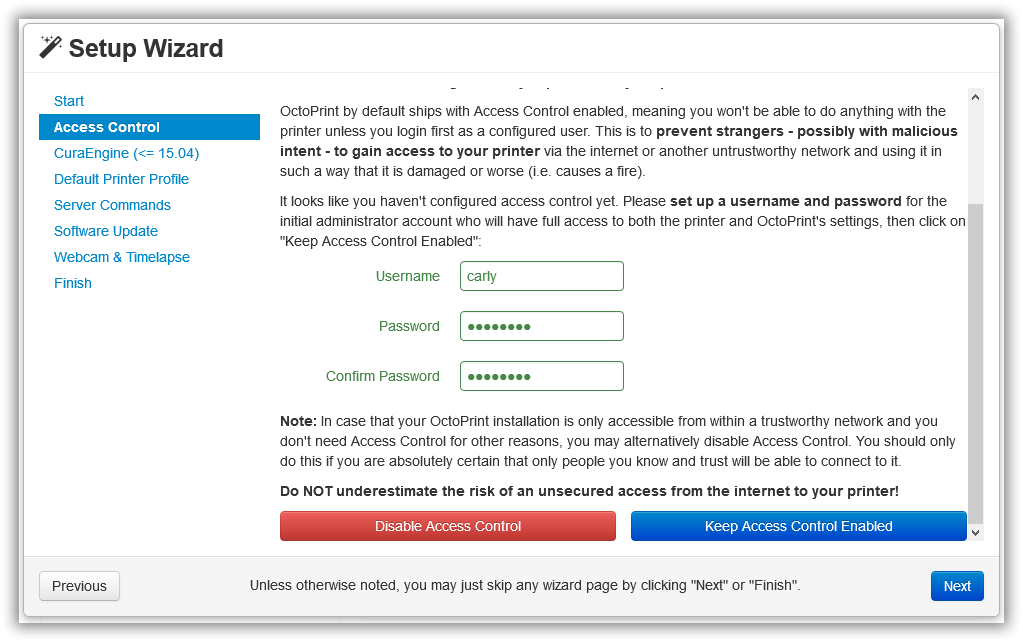 Setup Wizard
Start
Access Control
CuraEngine (<= 15.04)
Default Printer Profile
Server Commands
Software Update
Webcam & Timelapse
Finish
OctoPrint by default ships with Access Control enabled, meaning you won't be able to do anything with the
printer unless you login first as a configured user. This is to prevent strangers - possibly with malicious
intent - to gain access to your printer via the internet or another untrustworthy network and using it in
such a way that it is damaged or worse (i.e. causes a fire).
It looks like you haven't configured access control yet. Please set up a username and password for the
initial administrator account who will have full access to both the printer and OctoPrint's settings, then click on
"Keep Access Control Enabled":
Username carly
Password ●●●●●●●●
Confirm Password ●●●●●●●●
Note: In case that your OctoPrint installation is only accessible from within a trustworthy network and you
don't need Access Control for other reasons, you may alternatively disable Access Control. You should only
do this if you are absolutely certain that only people you know and trust will be able to connect to it.
Do NOT underestimate the risk of an unsecured access from the internet to your printer!
Disable Access Control Keep Access Control Enabled
Previous Unless otherwise noted, you may just skip any wizard page by clicking "Next" or "Finish". Next